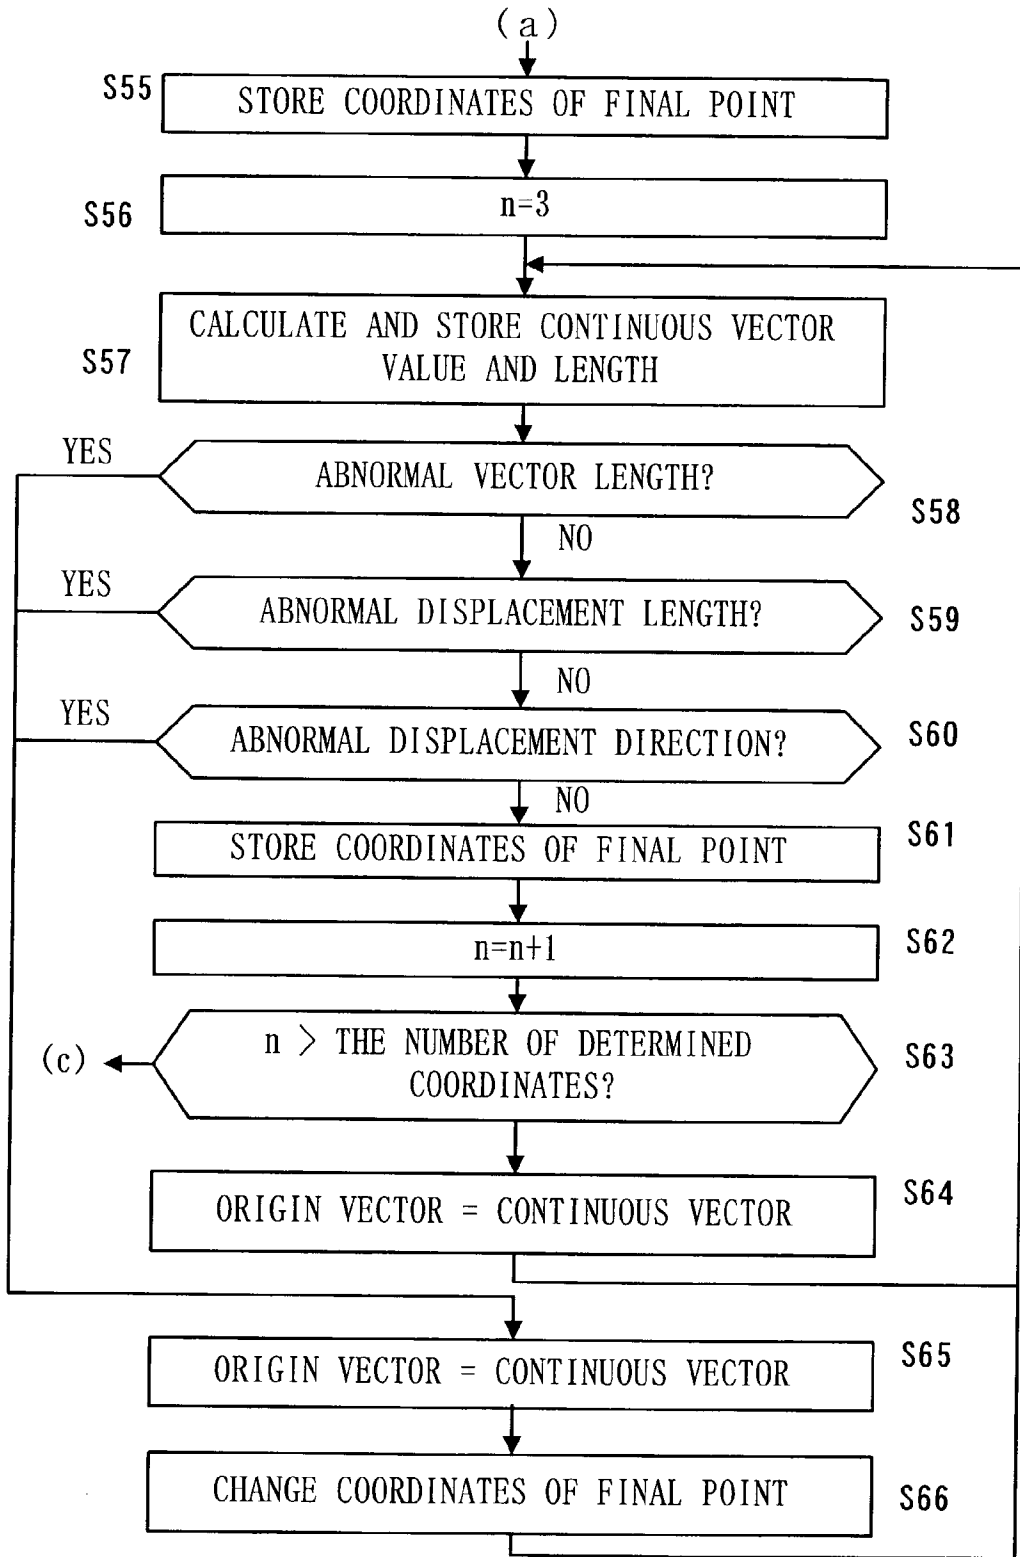 (a)
S55
STORE COORDINATES OF FINAL POINT
S56
n=3
S57
CALCULATE AND STORE CONTINUOUS VECTOR
VALUE AND LENGTH
YES
ABNORMAL VECTOR LENGTH?
S58
NO
YES
ABNORMAL DISPLACEMENT LENGTH?
S59
NO
YES
ABNORMAL DISPLACEMENT DIRECTION?
S60
NO
STORE COORDINATES OF FINAL POINT
S61
n=n+1
S62
(c)
n > THE NUMBER OF DETERMINED
COORDINATES?
S63
ORIGIN VECTOR = CONTINUOUS VECTOR
S64
ORIGIN VECTOR = CONTINUOUS VECTOR
S65
CHANGE COORDINATES OF FINAL POINT
S66